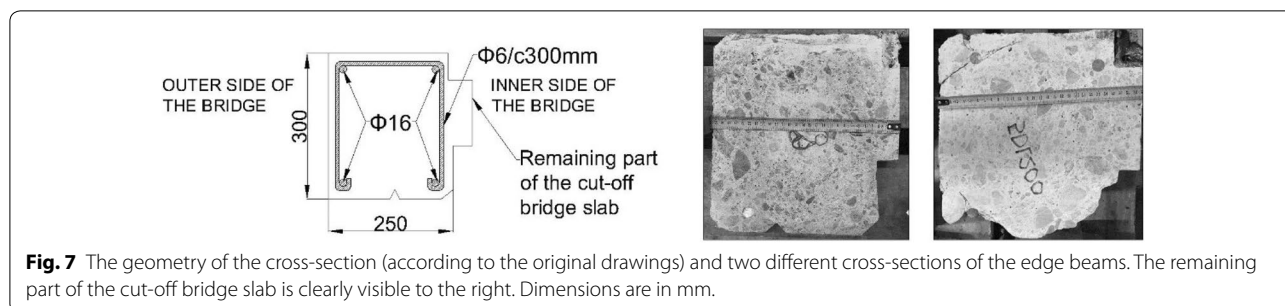 Φ6/c300mm
OUTER SIDE OF
THE BRIDGE
INNER SIDE OF
THE BRIDGE
300
Φ16
Remaining part
of the cut-off
bridge slab
250
Fig. 7 The geometry of the cross-section (according to the original drawings) and two different cross-sections of the edge beams. The remaining
part of the cut-off bridge slab is clearly visible to the right. Dimensions are in mm.